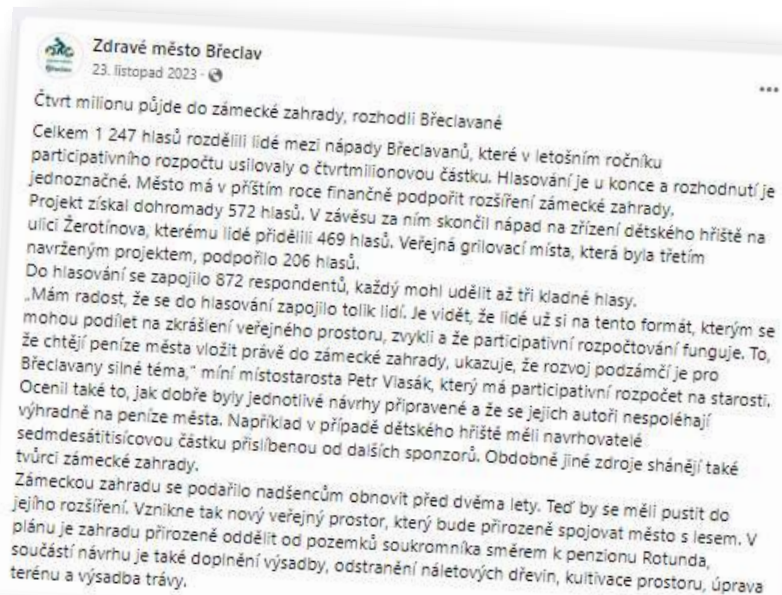 Zdravé město Břeclav
23. listopad 2023
Čtvrt milionu půjde do zámecké zahrady, rozhodli Břeclavané
Celkem 1 247 hlasů rozdělili lidé mezi nápady Břeclavanů, které v letošním ročníku
participativního rozpočtu usilovaly o čtvrtmilionovou částku. Hlasování je u konce a rozhodnutí je
jednoznačné. Město má v příštím roce finančně podpořit rozšíření zámecké zahrady.
Projekt získal dohromady 572 hlasů. V závěsu za ním skončil nápad na zřízení dětského hřiště na
ulici Žerotínova, kterému lidé přidělili 469 hlasů. Veřejná grilovací místa, která byla třetím
navrženým projektem, podpořilo 206 hlasů.
Do hlasování se zapojilo 872 respondentů, každý mohl udělit až tři kladné hlasy.
„Mám radost, že se do hlasování zapojilo tolik lidí. Je vidět, že lidé už si na tento formát, kterým se
mohou podílet na zkrášlení veřejného prostoru, zvykli a že participativní rozpočtování funguje. To,
že chtějí peníze města vložit právě do zámecké zahrady, ukazuje, že rozvoj podzámčí je pro
Břeclavany silné téma,“ míní místostarosta Petr Vlasák, který má participativní rozpočet na starosti.
Ocenil také to, jak dobře byly jednotlivé návrhy připravené a že se jejich autoři nespoléhají
výhradně na peníze města. Například v případě dětského hřiště měli navrhovatelé
sedmdesátitisícovou částku přislíbenou od dalších sponzorů. Obdobně jiné zdroje shánějí také
tvůrci zámecké zahrady.
Zámeckou zahradu se podařilo nadšencům obnovit před dvěma lety. Teď by se měli pustit do
jejího rozšíření. Vznikne tak nový veřejný prostor, který bude přirozeně spojovat město s lesem. V
plánu je zahradu přirozeně oddělit od pozemků soukromníka směrem k penzionu Rotunda,
součástí návrhu je také doplnění výsadby, odstranění náletových dřevin, kultivace prostoru, úprava
terénu a výsadba trávy.